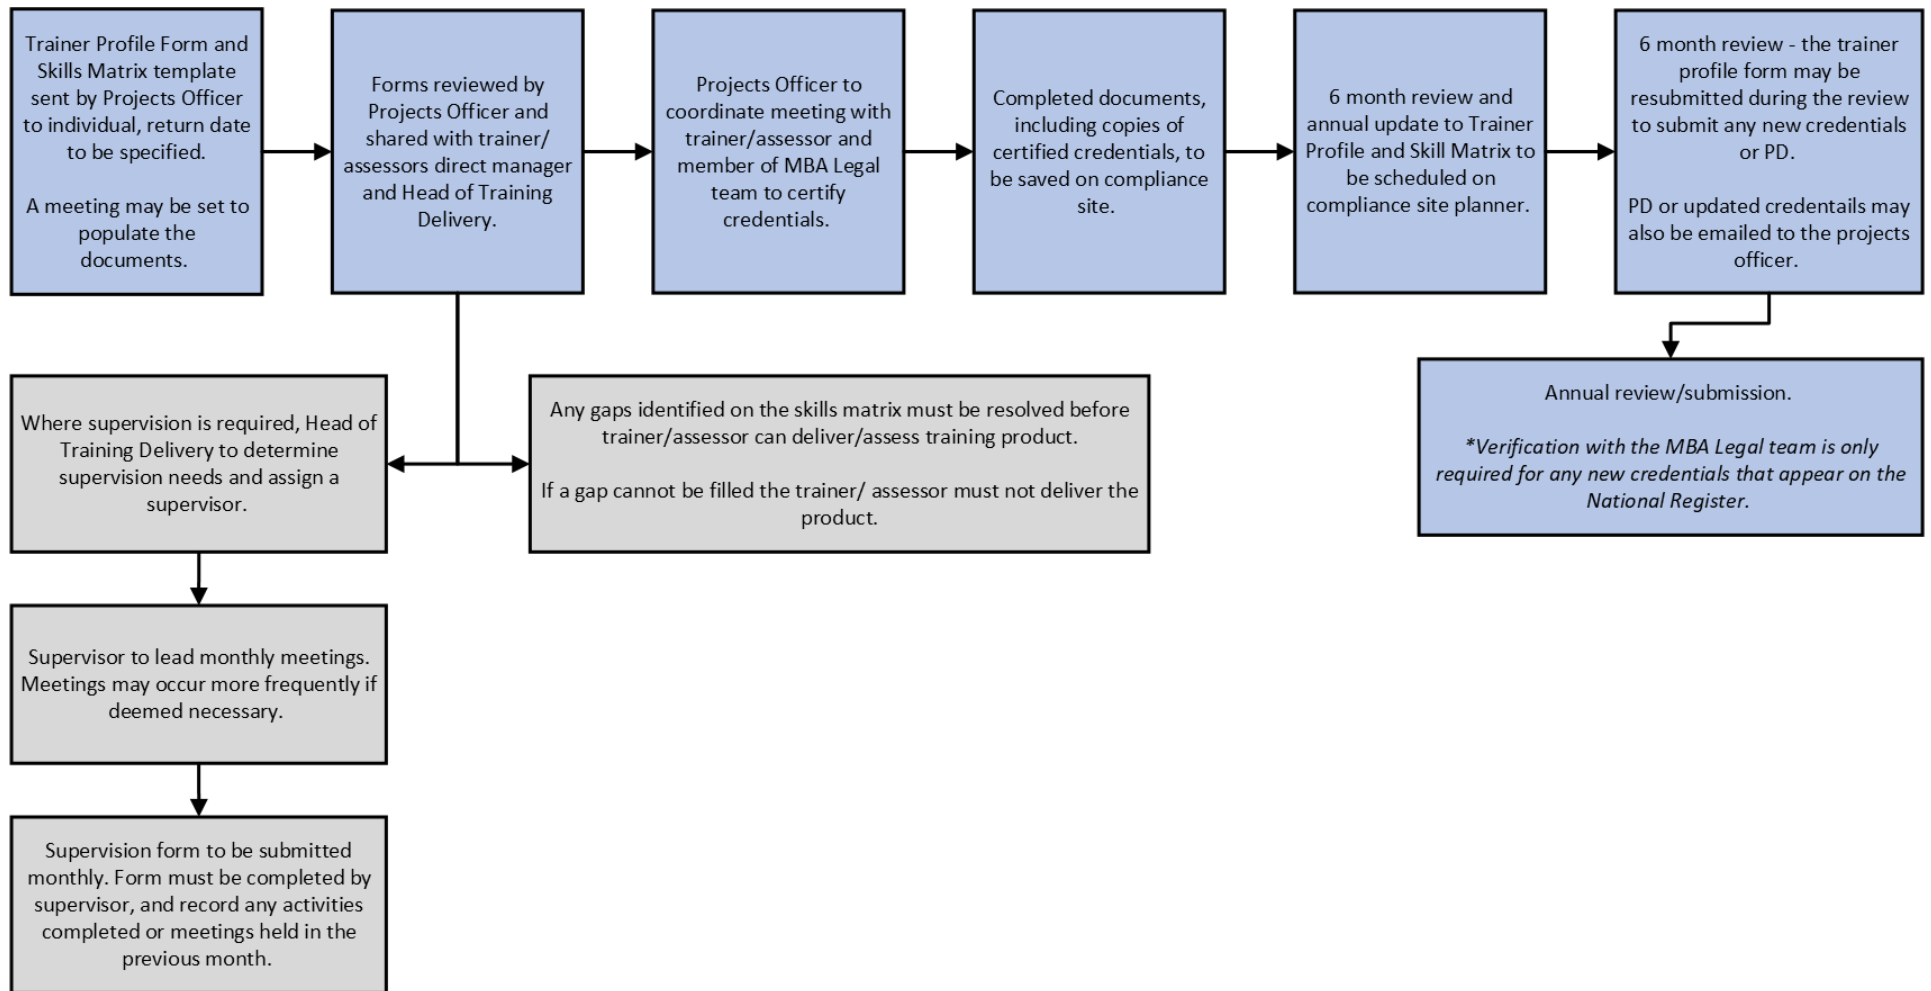 Trainer Profile Form and
Skills Matrix template
sent by Projects Officer
to individual, return date
to be specified.
A meeting may be set to
populate the
documents.
Forms reviewed by
Projects Officer and
shared with trainer/
assessors direct manager
and Head of Training
Delivery.
Projects Officer to
coordinate meeting with
trainer/assessor and
member of MBA Legal
team to certify
credentials.
Completed documents,
including copies of
certified credentials, to
be saved on compliance
site.
6 month review and
annual update to Trainer
Profile and Skill Matrix to
be scheduled on
compliance site planner.
6 month review - the trainer
profile form may be
resubmitted during the review
to submit any new credentials
or PD.
PD or updated credentails may
also be emailed to the projects
officer.
Annual review/submission.
*Verification with the MBA Legal team is only
required for any new credentials that appear on the
National Register.
Where supervision is required, Head of
Training Delivery to determine
supervision needs and assign a
supervisor.
Any gaps identified on the skills matrix must be resolved before
trainer/assessor can deliver/assess training product.
If a gap cannot be filled the trainer/ assessor must not deliver the
product.
Supervisor to lead monthly meetings.
Meetings may occur more frequently if
deemed necessary.
Supervision form to be submitted
monthly. Form must be completed by
supervisor, and record any activities
completed or meetings held in the
previous month.